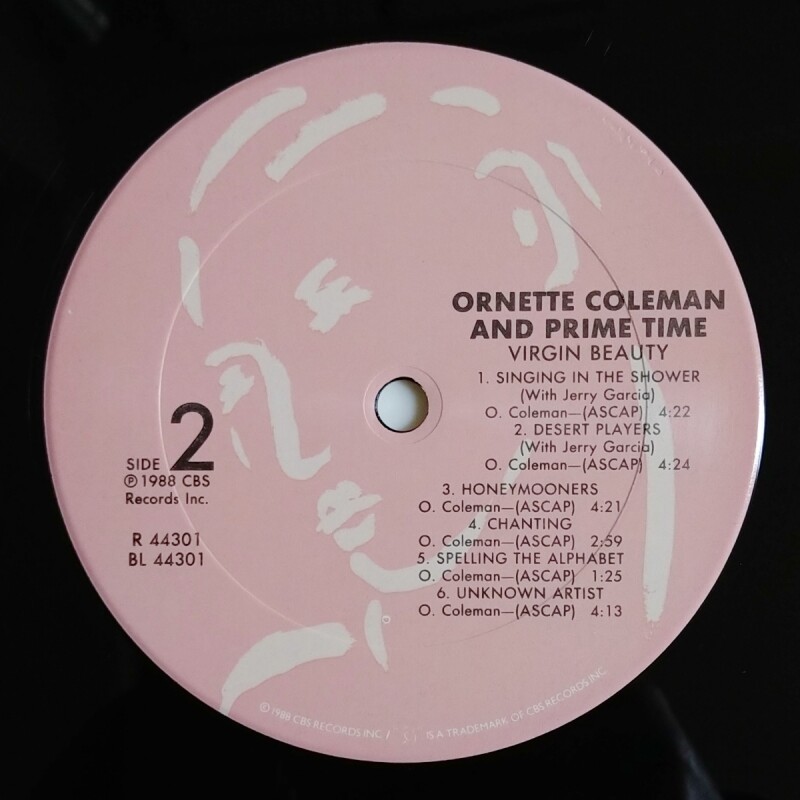 ORNETTE COLEMAN
AND PRIME TIME
VIRGIN BEAUTY
1. SINGING IN THE SHOWER
(With Jerry Garcia)
O. Coleman—(ASCAP) 4:22
2. DESERT PLAYERS
(With Jerry Garcia)
O. Coleman—(ASCAP) 4:24
3. HONEYMOONERS
O. Coleman—(ASCAP) 4:21
4. CHANTING
O. Coleman—(ASCAP) 2:59
5. SPELLING THE ALPHABET
O. Coleman—(ASCAP) 1:25
6. UNKNOWN ARTIST
O. Coleman—(ASCAP) 4:13
SIDE 2
℗ 1988 CBS
Records Inc.
R 44301
BL 44301
© 1988 CBS RECORDS INC. / IS A TRADEMARK OF CBS RECORDS INC.